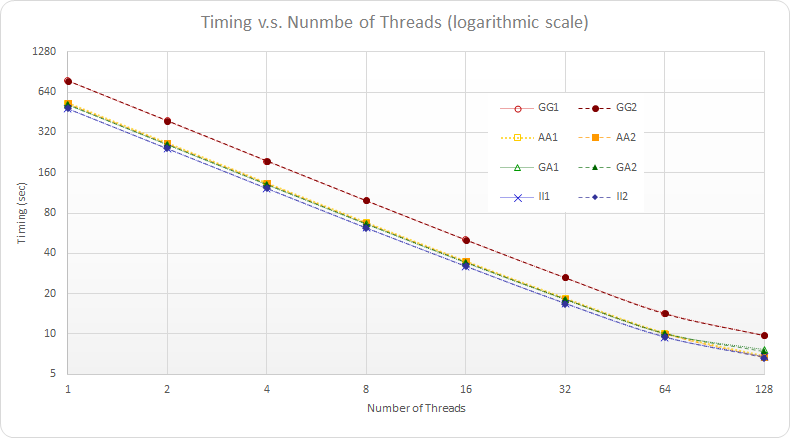 Timing v.s. Nunmbe of Threads (logarithmic scale)
1280
640
320
160
80
40
20
10
5
Timing (sec)
GG1 GG2
AA1 AA2
GA1 GA2
II1 II2
1 2 4 8 16 32 64 128
Number of Threads